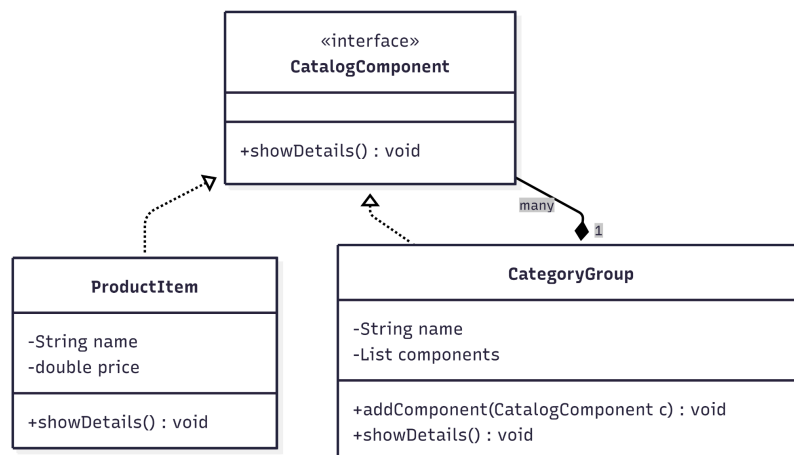 «interface»
CatalogComponent
+showDetails() : void
many
1
ProductItem
-String name
-double price
+showDetails() : void
CategoryGroup
-String name
-List components
+addComponent(CatalogComponent c) : void
+showDetails() : void